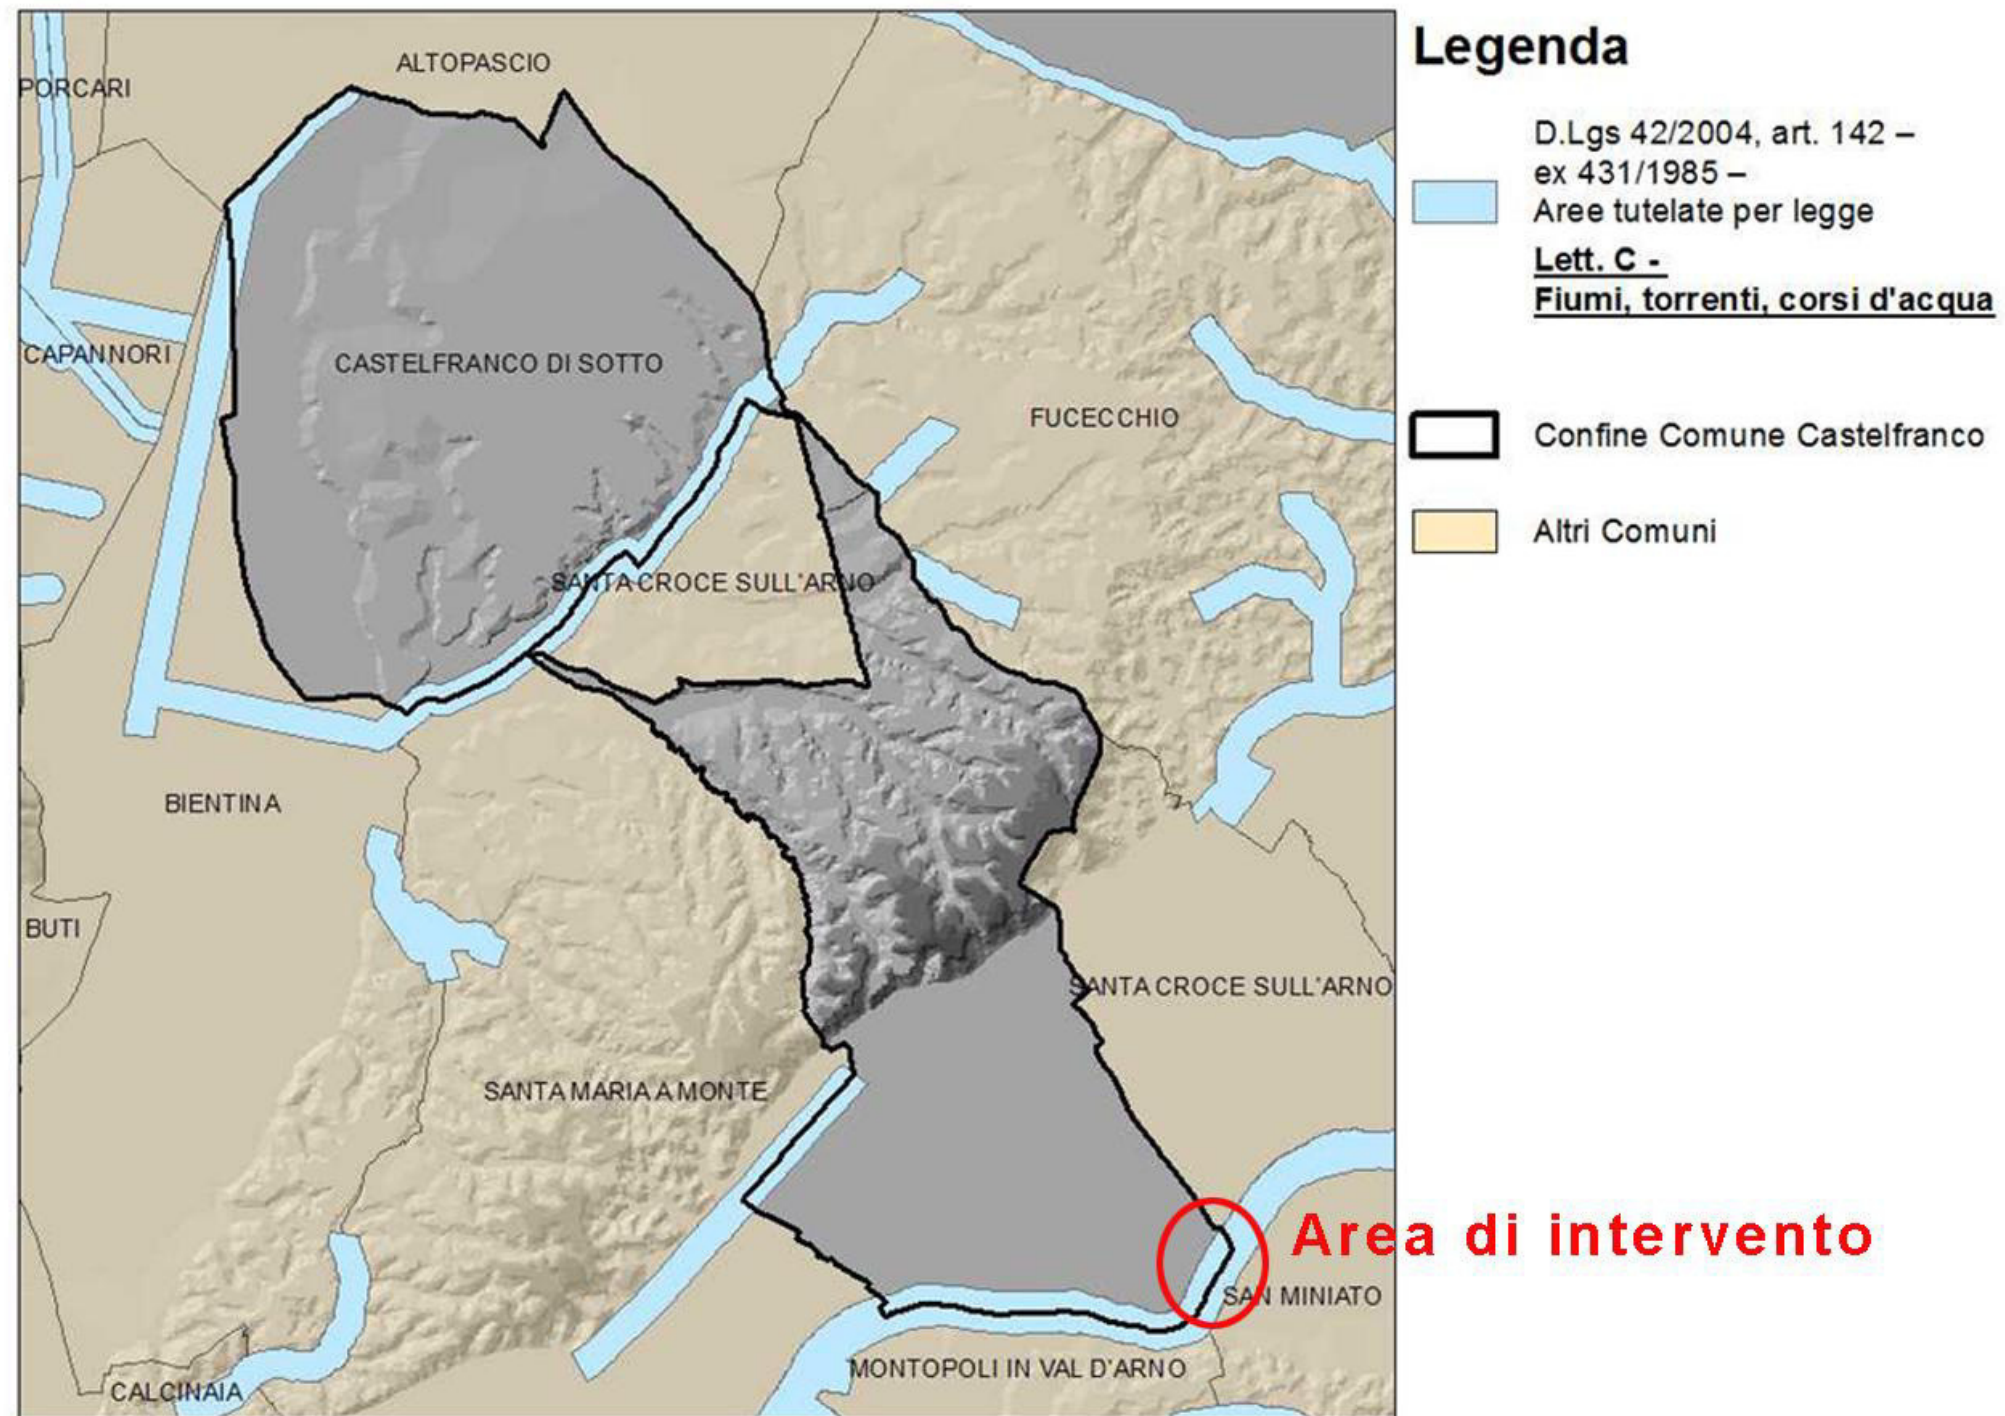 ALTOPASCIO
PORCARI
CAPANNORI
CASTELFRANCO DI SOTTO
FUCECCHIO
SANTA CROCE SULL'ARNO
BIENTINA
BUTI
SANTA CROCE SULL'ARNO
SANTA MARIA A MONTE
SAN MINIATO
MONTOPOLI IN VAL D'ARNO
CALCINAIA
Area di intervento
Legenda
D.Lgs 42/2004, art. 142 –
ex 431/1985 –
Aree tutelate per legge
Lett. C -
Fiumi, torrenti, corsi d'acqua
Confine Comune Castelfranco
Altri Comuni